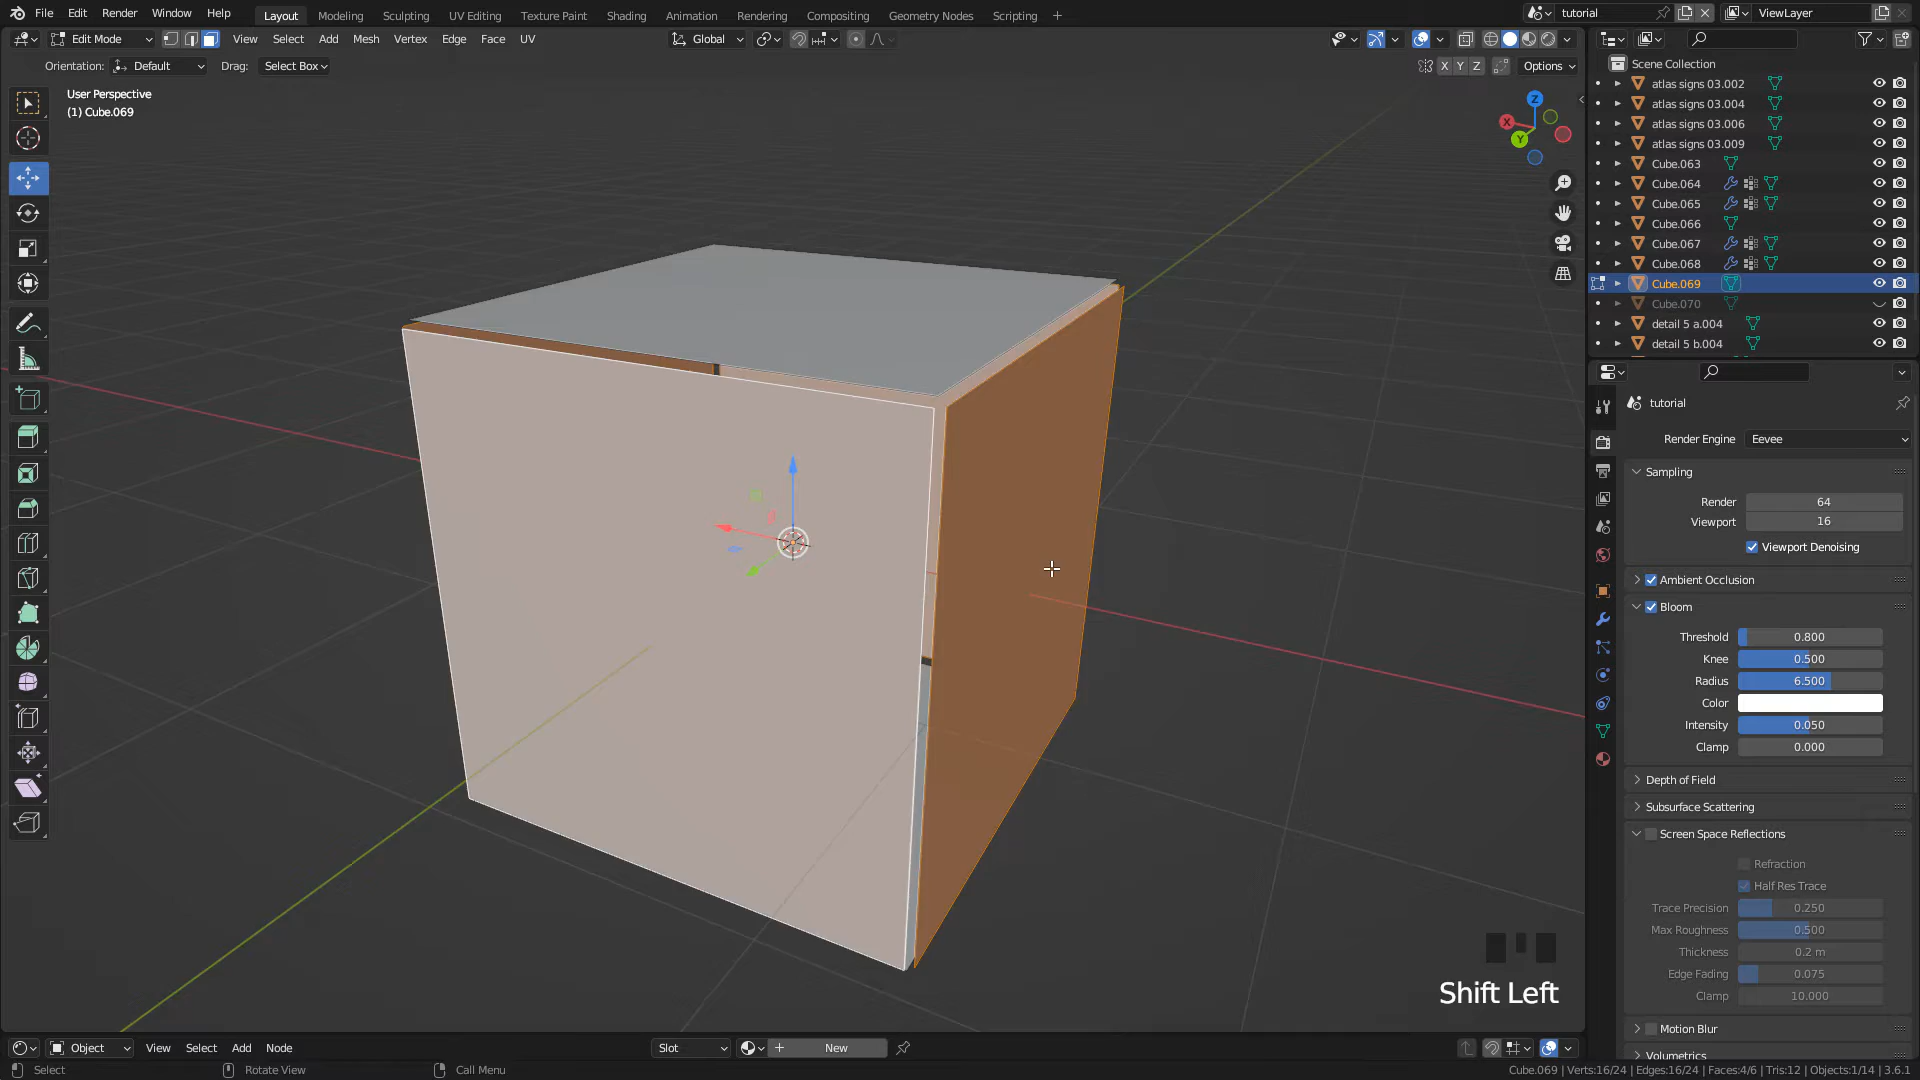 File Edit Render Window Help Layout Modeling Sculpting UV Editing Texture Paint Shading Animation Rendering Compositing Geometry Nodes Scripting + tutorial ViewLayer
Edit Mode View Select Add Mesh Vertex Edge Face UV Global
Orientation: Default Drag: Select Box X Y Z Options
User Perspective
(1) Cube.069
Z
X
Y
Scene Collection
atlas signs 03.002
atlas signs 03.004
atlas signs 03.006
atlas signs 03.009
Cube.063
Cube.064
Cube.065
Cube.066
Cube.067
Cube.068
Cube.069
Cube.070
detail 5 a.004
detail 5 b.004
tutorial
Render Engine Eevee
Sampling
Render 64
Viewport 16
Viewport Denoising
Ambient Occlusion
Bloom
Threshold 0.800
Knee 0.500
Radius 6.500
Color
Intensity 0.050
Clamp 0.000
Depth of Field
Subsurface Scattering
Screen Space Reflections
Refraction
Half Res Trace
Trace Precision 0.250
Max Roughness 0.500
Thickness 0.2 m
Edge Fading 0.075
Clamp 10.000
Motion Blur
Volumetrics
Shift Left
Object View Select Add Node Slot New
Select Rotate View Call Menu Cube.069 | Verts:16/24 | Edges:16/24 | Faces:4/6 | Tris:12 | Objects:1/14 | 3.6.1